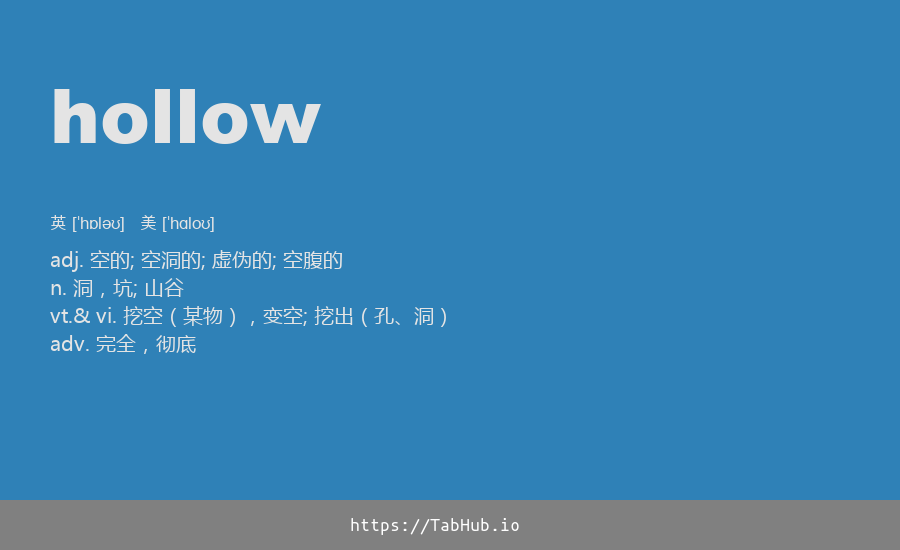 hollow
英 [ˈhɒləʊ] 美 [ˈhɑloʊ]
adj. 空的; 空洞的; 虚伪的; 空腹的
n. 洞，坑; 山谷
vt.& vi. 挖空（某物），变空; 挖出（孔、洞）
adv. 完全，彻底
https://TabHub.io